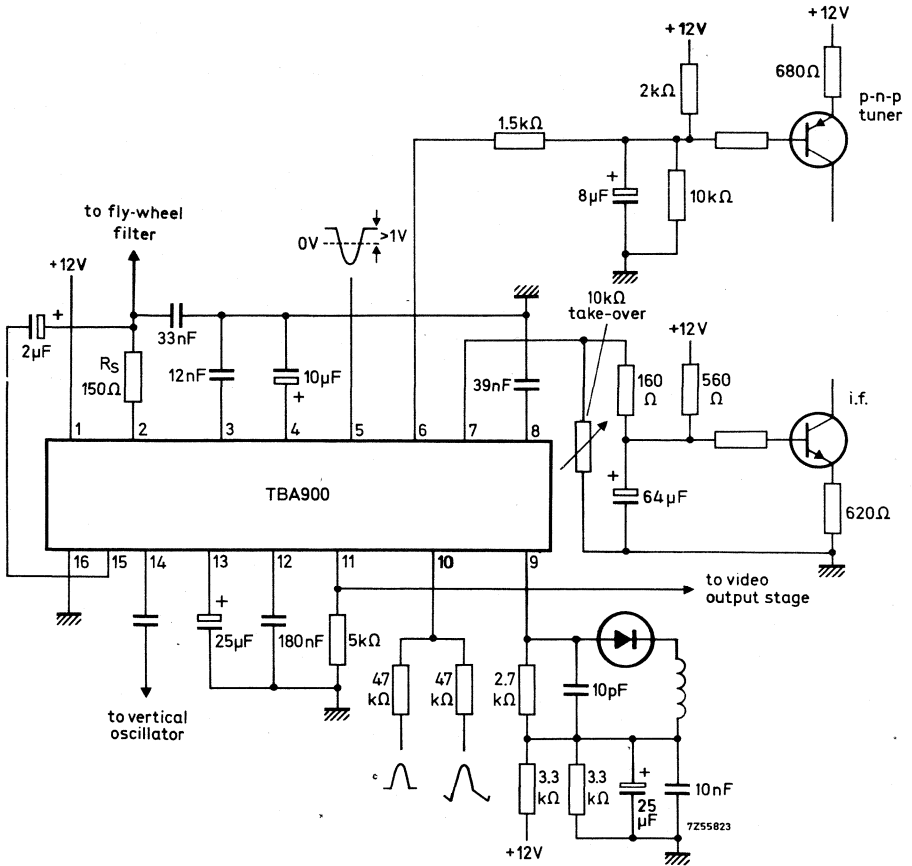 +12V
+12V
680Ω
2kΩ
p-n-p
tuner
1.5kΩ
+
8µF
10kΩ
to fly-wheel
filter
0V
>1V
+12V
10kΩ
take-over
+
2µF
33nF
+12V
RS
150Ω
12nF
10µF
+
39nF
160
Ω
560
Ω
i.f.
1
2
3
4
5
6
7
8
TBA900
+
64µF
620Ω
16
15
14
13
12
11
10
9
to video
output stage
+
25µF
180nF
5kΩ
47
kΩ
47
kΩ
2.7
kΩ
10pF
to vertical
oscillator
c
3.3
kΩ
3.3
kΩ
+
25
µF
10nF
7Z55823
+12V